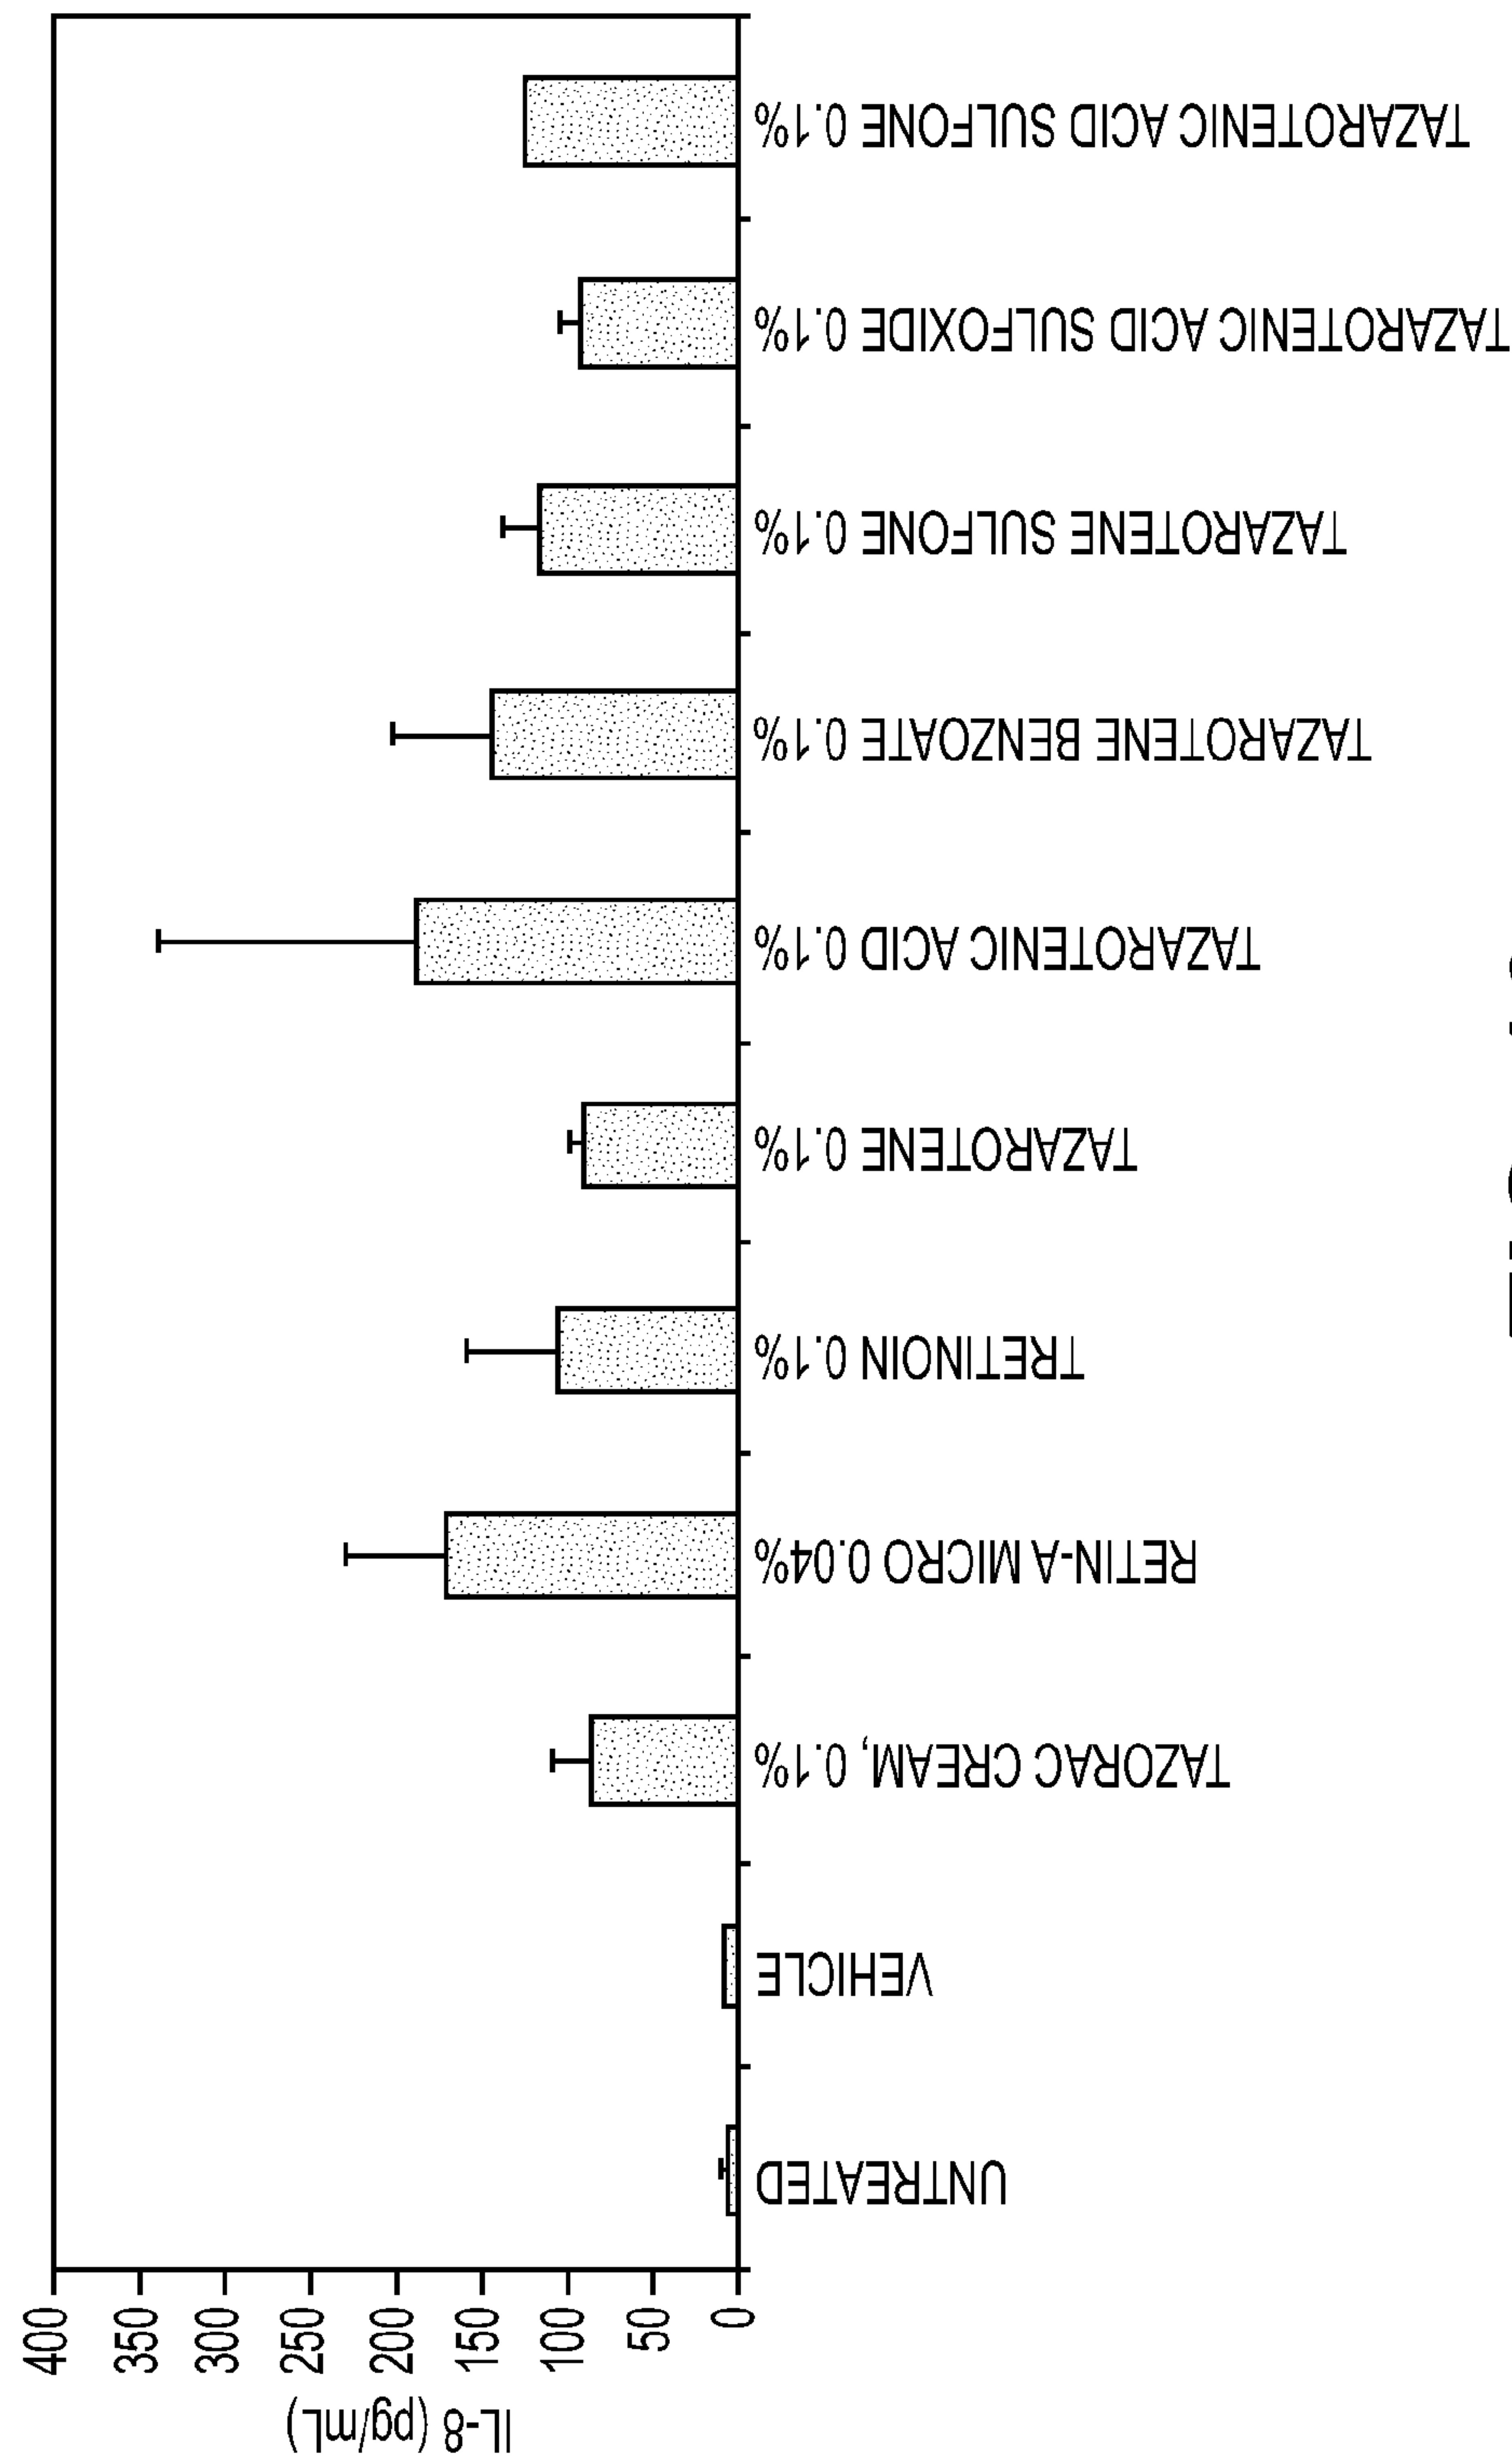 IL-8 (pg/mL)
400
350
300
250
200
150
100
50
0
UNTREATED
VEHICLE
TAZORAC CREAM, 0.1%
RETIN-A MICRO 0.04%
TRETINOIN 0.1%
TAZAROTENE 0.1%
TAZAROTENIC ACID 0.1%
TAZAROTENE BENZOATE 0.1%
TAZAROTENE SULFONE 0.1%
TAZAROTENIC ACID SULFOXIDE 0.1%
TAZAROTENIC ACID SULFONE 0.1%